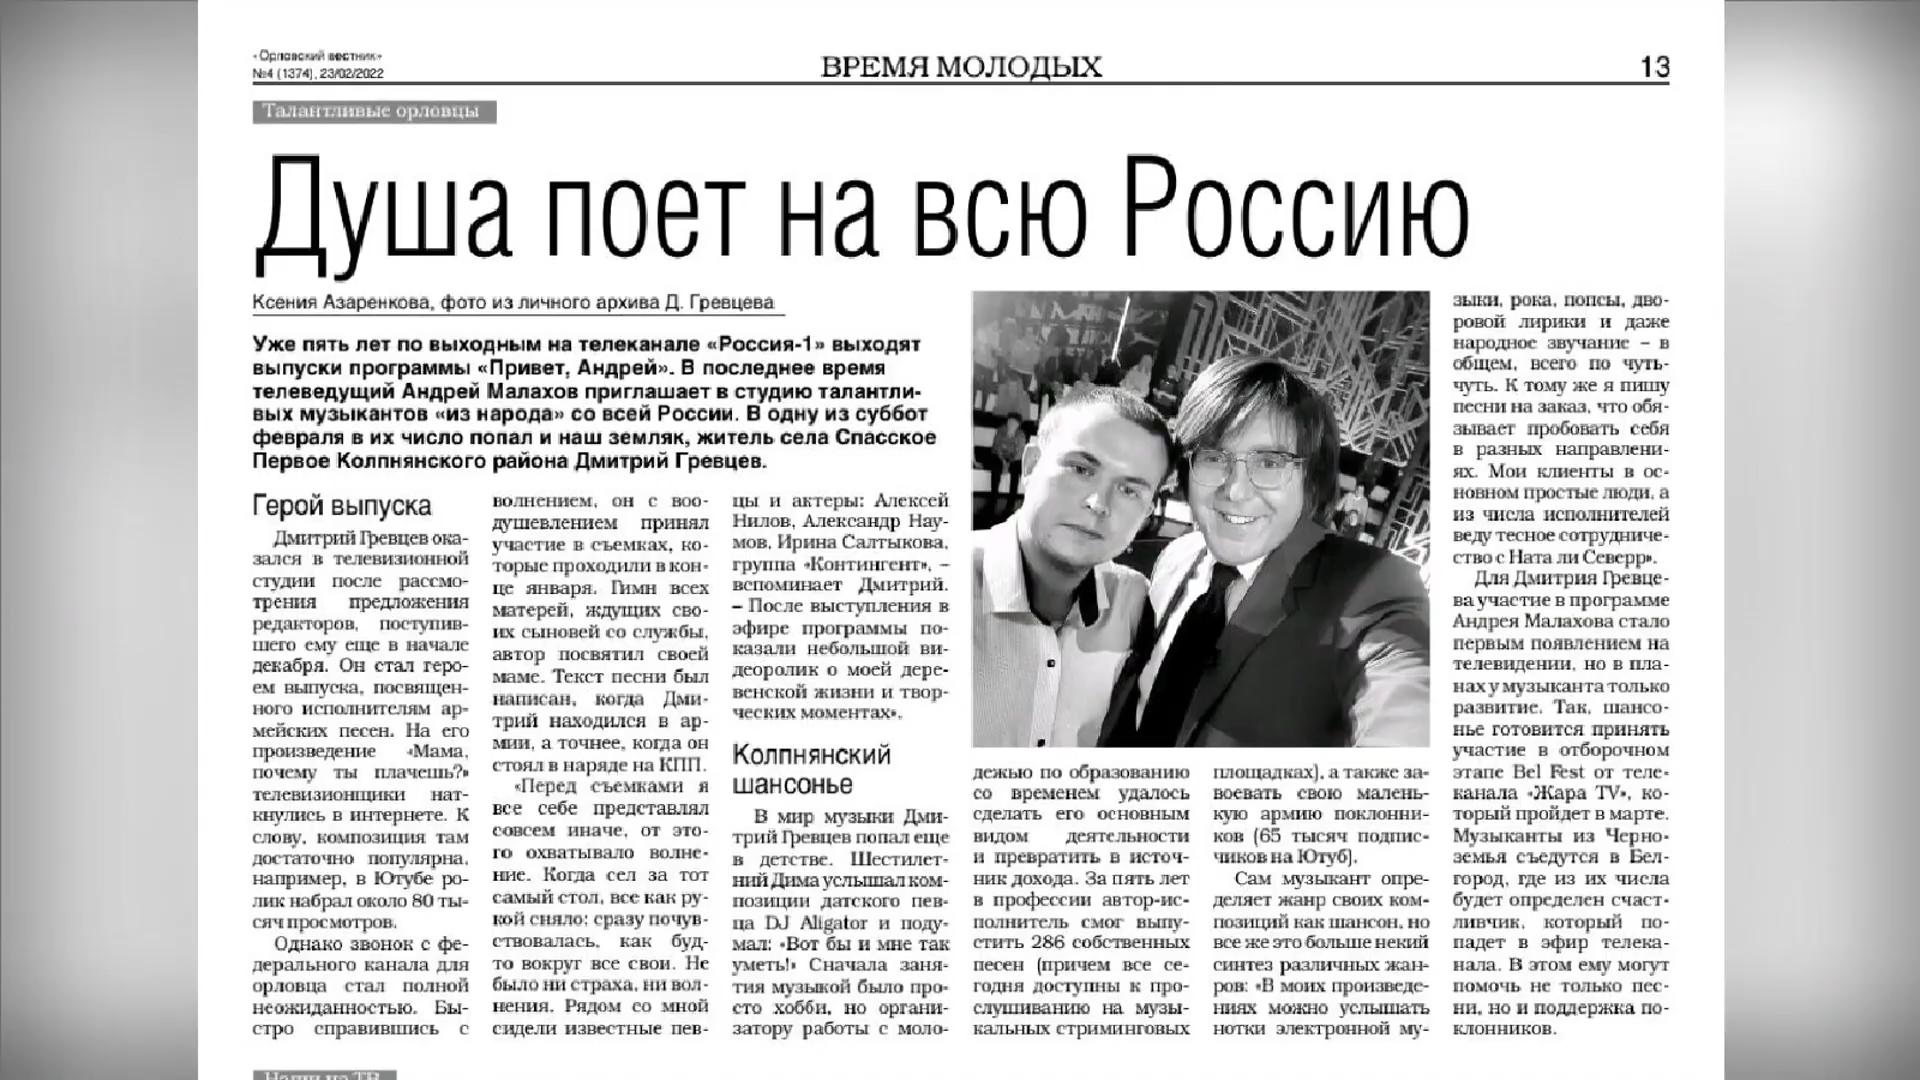 «Орловский вестник»
№4 (1374), 23/02/2022
ВРЕМЯ МОЛОДЫХ
13
Талантливые орловцы
Душа поет на всю Россию
Ксения Азаренкова, фото из личного архива Д. Гревцева
Уже пять лет по выходным на телеканале «Россия-1» выходят
выпуски программы «Привет, Андрей». В последнее время
телеведущий Андрей Малахов приглашает в студию талантли-
вых музыкантов «из народа» со всей России. В одну из суббот
февраля в их число попал и наш земляк, житель села Спасское
Первое Колпнянского района Дмитрий Гревцев.
Герой выпуска
Дмитрий Гревцев ока-
зался в телевизионной
студии после рассмо-
трения предложения
редакторов, поступив-
шего ему еще в начале
декабря. Он стал геро-
ем выпуска, посвящен-
ного исполнителям ар-
мейских песен. На его
произведение «Мама,
почему ты плачешь?»
телевизионщики нат-
кнулись в интернете. К
слову, композиция там
достаточно популярна,
например, в Ютубе ро-
лик набрал около 80 ты-
сяч просмотров.
Однако звонок с фе-
дерального канала для
орловца стал полной
неожиданностью. Бы-
стро справившись с
волнением, он с воо-
душевлением принял
участие в съемках, ко-
торые проходили в кон-
це января. Гимн всех
матерей, ждущих сво-
их сыновей со службы,
автор посвятил своей
маме. Текст песни был
написан, когда Дми-
трий находился в ар-
мии, а точнее, когда он
стоял в наряде на КПП.
«Перед съемками я
все себе представлял
совсем иначе, от это-
го охватывало волне-
ние. Когда сел за тот
самый стол, все как ру-
кой сняло: сразу почув-
ствовалась, как буд-
то вокруг все свои. Не
было ни страха, ни вол-
нения. Рядом со мной
сидели известные пев-
цы и актеры: Алексей
Нилов, Александр Нау-
мов, Ирина Салтыкова,
группа «Контингент», –
вспоминает Дмитрий.
– После выступления в
эфире программы по-
казали небольшой ви-
деоролик о моей дере-
венской жизни и твор-
ческих моментах».
Колпнянский
шансонье
В мир музыки Дми-
трий Гревцев попал еще
в детстве. Шестилет-
ний Дима услышал ком-
позиции датского пев-
ца DJ Aligator и поду-
мал: «Вот бы и мне так
уметь!» Сначала заня-
тия музыкой было про-
сто хобби, но органи-
затору работы с моло-
дежью по образованию
со временем удалось
сделать его основным
видом деятельности
и превратить в источ-
ник дохода. За пять лет
в профессии автор-ис-
полнитель смог выпу-
стить 286 собственных
песен (причем все се-
годня доступны к про-
слушиванию на музы-
кальных стриминговых
площадках), а также за-
воевать свою малень-
кую армию поклонни-
ков (65 тысяч подпис-
чиков на Ютуб).
Сам музыкант опре-
деляет жанр своих ком-
позиций как шансон, но
все же это больше некий
синтез различных жан-
ров: «В моих произведе-
ниях можно услышать
нотки электронной му-
зыки, рока, попсы, дво-
ровой лирики и даже
народное звучание – в
общем, всего по чуть-
чуть. К тому же я пишу
песни на заказ, что обя-
зывает пробовать себя
в разных направлени-
ях. Мои клиенты в ос-
новном простые люди, а
из числа исполнителей
веду тесное сотрудниче-
ство с Ната ли Северр».
Для Дмитрия Гревце-
ва участие в программе
Андрея Малахова стало
первым появлением на
телевидении, но в пла-
нах у музыканта только
развитие. Так, шансо-
нье готовится принять
участие в отборочном
этапе Bel Fest от теле-
канала «Жара TV», ко-
торый пройдет в марте.
Музыканты из Черно-
земья съедутся в Бел-
город, где из их числа
будет определен счаст-
ливчик, который по-
падет в эфир телека-
нала. В этом ему могут
помочь не только пес-
ни, но и поддержка по-
клонников.
Наши на ТВ